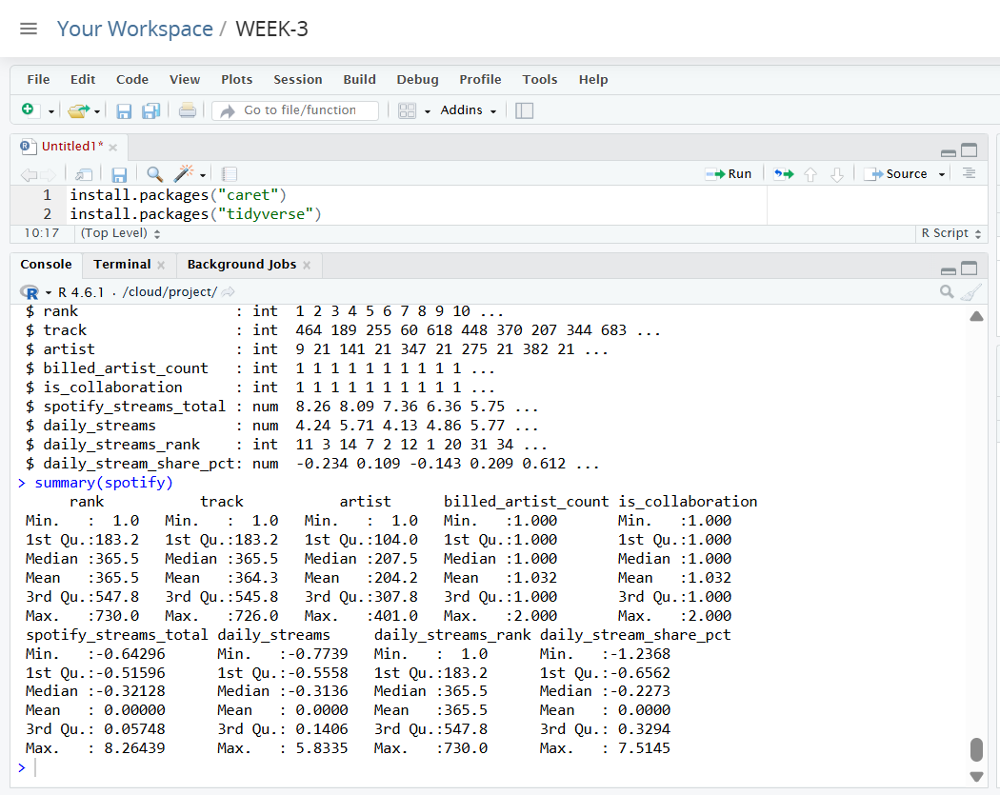 Your Workspace / WEEK-3
File Edit Code View Plots Session Build Debug Profile Tools Help
Go to file/function Addins
Untitled1*
Run Source
1 install.packages("caret")
2 install.packages("tidyverse")
10:17 (Top Level) R Script
Console Terminal Background Jobs
R 4.6.1 . /cloud/project/
$ rank                  : int  1 2 3 4 5 6 7 8 9 10 ...
$ track                 : int  464 189 255 60 618 448 370 207 344 683 ...
$ artist                : int  9 21 141 21 347 21 275 21 382 21 ...
$ billed_artist_count   : int  1 1 1 1 1 1 1 1 1 1 ...
$ is_collaboration      : int  1 1 1 1 1 1 1 1 1 1 ...
$ spotify_streams_total : num  8.26 8.09 7.36 6.36 5.75 ...
$ daily_streams         : num  4.24 5.71 4.13 4.86 5.77 ...
$ daily_streams_rank    : int  11 3 14 7 2 12 1 20 31 34 ...
$ daily_stream_share_pct: num  -0.234 0.109 -0.143 0.209 0.612 ...
> summary(spotify)
rank track artist billed_artist_count is_collaboration
Min.   :  1.0   Min.   :  1.0   Min.   :  1.0   Min.   :1.000       Min.   :1.000
1st Qu.:183.2   1st Qu.:183.2   1st Qu.:104.0   1st Qu.:1.000       1st Qu.:1.000
Median :365.5   Median :365.5   Median :207.5   Median :1.000       Median :1.000
Mean   :365.5   Mean   :364.3   Mean   :204.2   Mean   :1.032       Mean   :1.032
3rd Qu.:547.8   3rd Qu.:545.8   3rd Qu.:307.8   3rd Qu.:1.000       3rd Qu.:1.000
Max.   :730.0   Max.   :726.0   Max.   :401.0   Max.   :2.000       Max.   :2.000
spotify_streams_total daily_streams     daily_streams_rank daily_stream_share_pct
Min.   :-0.64296      Min.   :-0.7739   Min.   :  1.0      Min.   :-1.2368
1st Qu.:-0.51596      1st Qu.:-0.5558   1st Qu.:183.2      1st Qu.:-0.6562
Median :-0.32128      Median :-0.3136   Median :365.5      Median :-0.2273
Mean   : 0.00000      Mean   : 0.0000   Mean   :365.5      Mean   : 0.0000
3rd Qu.: 0.05748      3rd Qu.: 0.1406   3rd Qu.:547.8      3rd Qu.: 0.3294
Max.   : 8.26439      Max.   : 5.8335   Max.   :730.0      Max.   : 7.5145
>